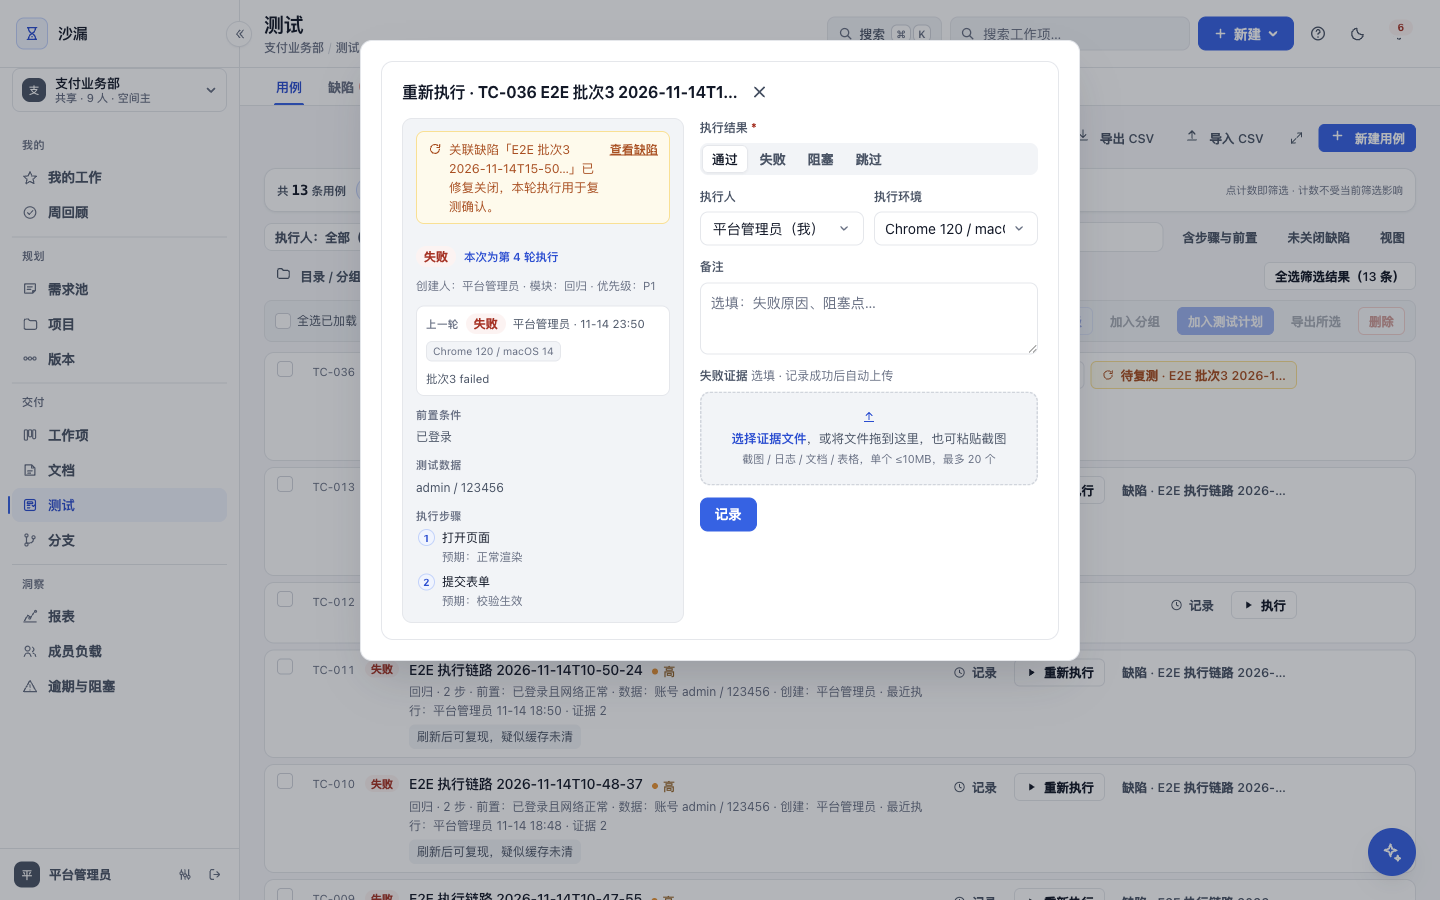 沙漏
支付业务部
共享 · 9 人 · 空间主
我的
我的工作
周回顾
规划
需求池
项目
版本
交付
工作项
文档
测试
分支
洞察
报表
成员负载
逾期与阻塞
平
平台管理员
测试
支付业务部 / 测试
搜索 ⌘ K
搜索工作项...
新建
6
用例
缺陷
导出 CSV
导入 CSV
新建用例
共 13 条用例
点计数即筛选 · 计数不受当前筛选影响
执行人：全部
含步骤与前置
未关闭缺陷
视图
目录 / 分组
全选筛选结果（13 条）
全选已加载
加入分组
加入测试计划
导出所选
删除
TC-036
待复测 · E2E 批次3 2026-1...
TC-013
缺陷 · E2E 执行链路 2026-...
TC-012
记录
执行
TC-011 失败 E2E 执行链路 2026-11-14T10-50-24 高
回归 · 2 步 · 前置：已登录且网络正常 · 数据：账号 admin / 123456 · 创建：平台管理员 · 最近执
行：平台管理员 11-14 18:50 · 证据 2
刷新后可复现，疑似缓存未清
记录
重新执行
缺陷 · E2E 执行链路 2026-...
TC-010 失败 E2E 执行链路 2026-11-14T10-48-37 高
回归 · 2 步 · 前置：已登录且网络正常 · 数据：账号 admin / 123456 · 创建：平台管理员 · 最近执
行：平台管理员 11-14 18:48 · 证据 2
刷新后可复现，疑似缓存未清
记录
重新执行
缺陷 · E2E 执行链路 2026-...
TC-009 失败 E2E 执行链路 2026-11-14T10-47-55 高
记录
重新执行
重新执行 · TC-036 E2E 批次3 2026-11-14T1...
关联缺陷「E2E 批次3
2026-11-14T15-50...」已
修复关闭，本轮执行用于复
测确认。
查看缺陷
失败 本次为第 4 轮执行
创建人：平台管理员 · 模块：回归 · 优先级：P1
上一轮 失败 平台管理员 · 11-14 23:50
Chrome 120 / macOS 14
批次3 failed
前置条件
已登录
测试数据
admin / 123456
执行步骤
1 打开页面
预期：正常渲染
2 提交表单
预期：校验生效
执行结果 *
通过 失败 阻塞 跳过
执行人
平台管理员（我）
执行环境
Chrome 120 / mac
备注
选填：失败原因、阻塞点...
失败证据 选填 · 记录成功后自动上传
选择证据文件，或将文件拖到这里，也可粘贴截图
截图 / 日志 / 文档 / 表格，单个 ≤10MB，最多 20 个
记录